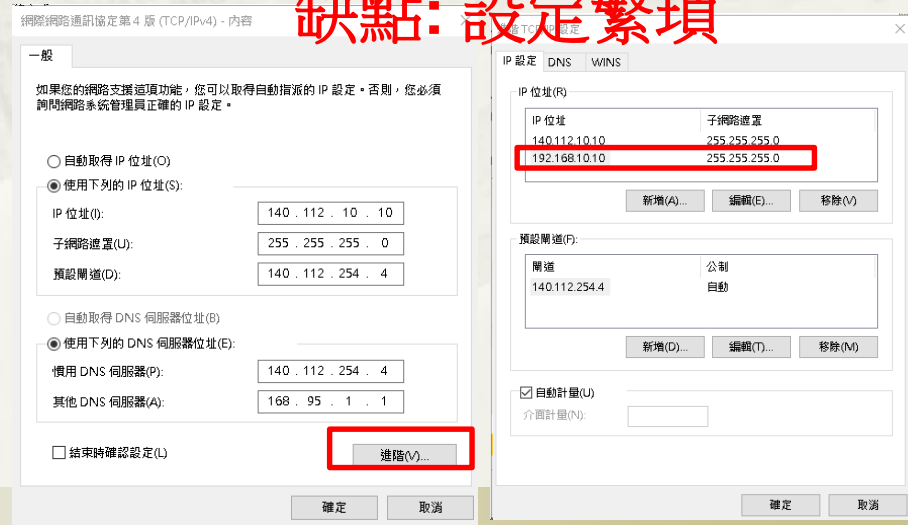 缺點: 設定繁瑣
網際網路通訊協定第 4 版 (TCP/IPv4) - 內容
一般
如果您的網路支援這項功能，您可以取得自動指派的 IP 設定。否則，您必須
詢問網路系統管理員正確的 IP 設定。
自動取得 IP 位址(O)
使用下列的 IP 位址(S):
IP 位址(I):
140 . 112 . 10 . 10
子網路遮罩(U):
255 . 255 . 255 . 0
預設閘道(D):
140 . 112 . 254 . 4
自動取得 DNS 伺服器位址(B)
使用下列的 DNS 伺服器位址(E):
慣用 DNS 伺服器(P):
140 . 112 . 254 . 4
其他 DNS 伺服器(A):
168 . 95 . 1 . 1
結束時確認設定(L)
進階(V)...
確定
取消
TCP/IP 設定
IP 設定
DNS
WINS
IP 位址(R)
IP 位址
子網路遮罩
140.112.10.10
255.255.255.0
192.168.10.10
255.255.255.0
新增(A)...
編輯(E)...
移除(V)
預設閘道(F):
閘道
公制
140.112.254.4
自動
新增(D)...
編輯(T)...
移除(M)
自動計量(U)
介面計量(N):
確定
取消